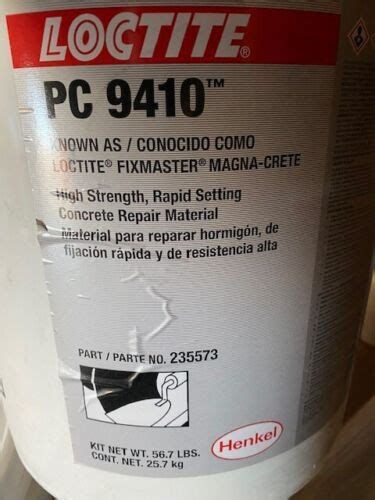 LOCTITE®
PC 9410™
KNOWN AS / CONOCIDO COMO
LOCTITE® FIXMASTER® MAGNA-CRETE
High Strength, Rapid Setting
Concrete Repair Material
Material para reparar hormigón, de
fijación rápida y de resistencia alta
PART / PARTE NO. 235573
KIT NET WT. 56.7 LBS.
CONT. NET. 25.7 kg
Henkel